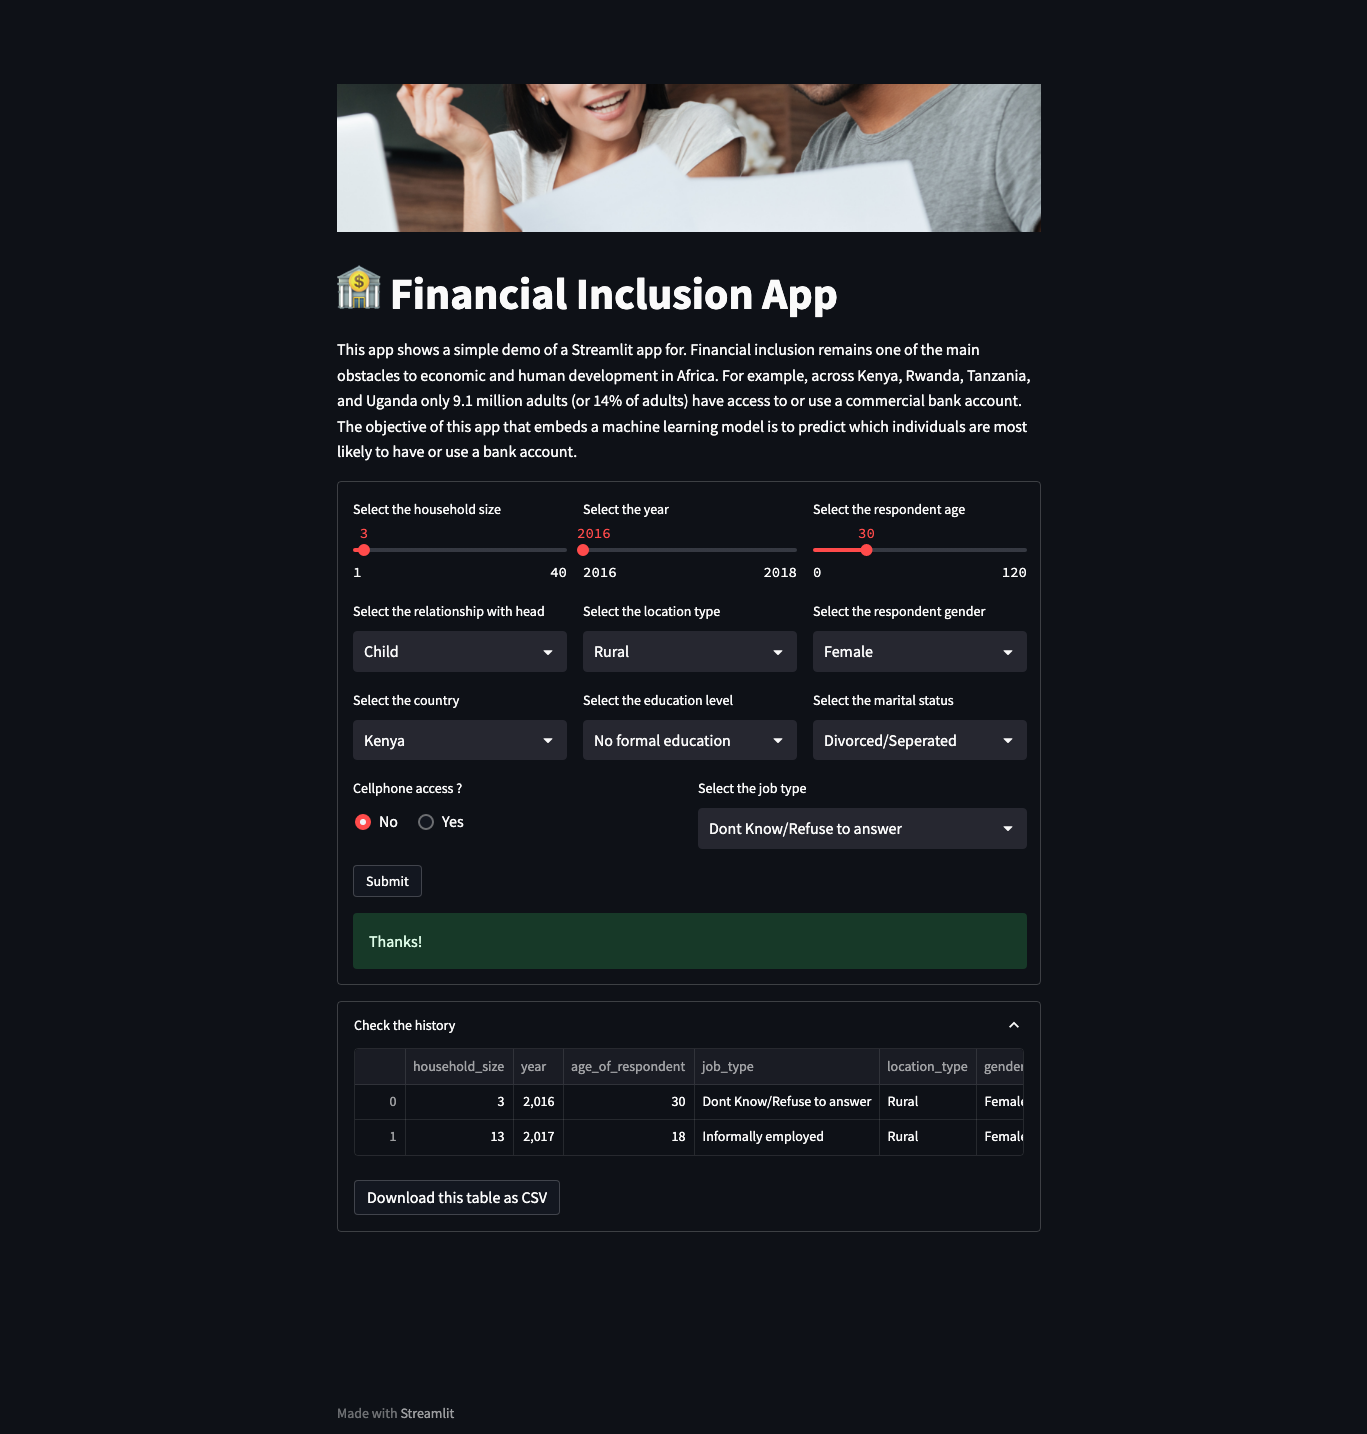 Financial Inclusion App
This app shows a simple demo of a Streamlit app for. Financial inclusion remains one of the main
obstacles to economic and human development in Africa. For example, across Kenya, Rwanda, Tanzania,
and Uganda only 9.1 million adults (or 14% of adults) have access to or use a commercial bank account.
The objective of this app that embeds a machine learning model is to predict which individuals are most
likely to have or use a bank account.
Select the household size Select the year Select the respondent age
3 2016 30
1 40 2016 2018 0 120
Select the relationship with head Select the location type Select the respondent gender
Child Rural Female
Select the country Select the education level Select the marital status
Kenya No formal education Divorced/Seperated
Cellphone access ? Select the job type
No Yes Dont Know/Refuse to answer
Submit
Thanks!
Check the history
household_size year age_of_respondent job_type location_type gender
0 3 2,016 30 Dont Know/Refuse to answer Rural Female
1 13 2,017 18 Informally employed Rural Female
Download this table as CSV
Made with Streamlit